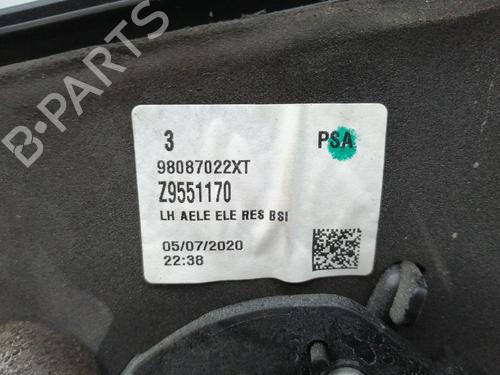 B-PARTS
3 PSA
98087022XT
Z9551170
LH AELE ELE RES BSI
05/07/2020
22:38